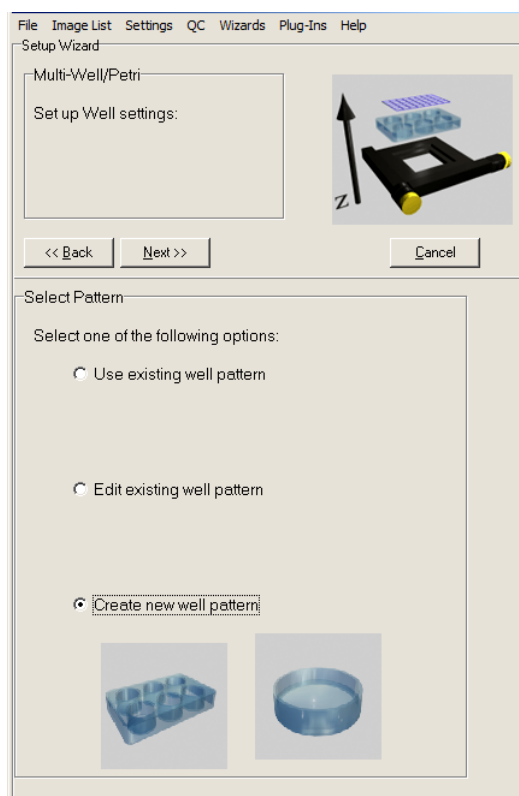 File Image List Settings QC Wizards Plug-Ins Help
Setup Wizard
Multi-Well/Petri
Set up Well settings:
Z
<< Back Next >> Cancel
Select Pattern
Select one of the following options:
Use existing well pattern
Edit existing well pattern
Create new well pattern